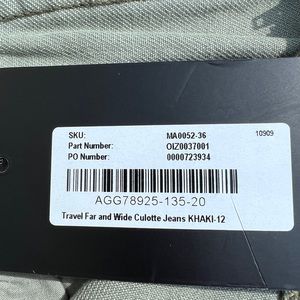 SKU: MA0052-36 10909
Part Number: OIZ0037001
PO Number: 0000723934
AGG78925-135-20
Travel Far and Wide Culotte Jeans KHAKI-12